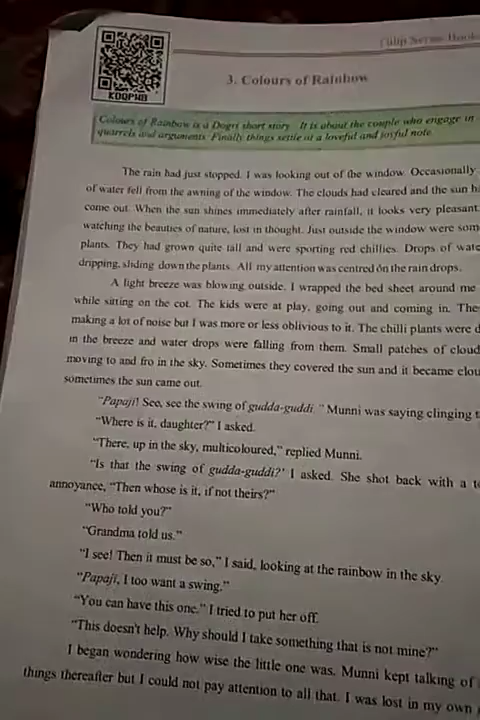 KDDPHB
Tulip Series Books
3. Colours of Rainbow
Colours of Rainbow is a Dogri short story. It is about the couple who engage in
quarrels and arguments. Finally things settle at a loveful and joyful note.
The rain had just stopped. I was looking out of the window. Occasionally
of water fell from the awning of the window. The clouds had cleared and the sun h
come out. When the sun shines immediately after rainfall, it looks very pleasant.
watching the beauties of nature, lost in thought. Just outside the window were som
plants. They had grown quite tall and were sporting red chillies. Drops of wate
dripping, sliding down the plants. All my attention was centred on the rain drops.
A light breeze was blowing outside. I wrapped the bed sheet around me
while sitting on the cot. The kids were at play, going out and coming in. The
making a lot of noise but I was more or less oblivious to it. The chilli plants were d
in the breeze and water drops were falling from them. Small patches of cloud
moving to and fro in the sky. Sometimes they covered the sun and it became clou
sometimes the sun came out.
"Papaji! See, see the swing of gudda-guddi." Munni was saying clinging t
"Where is it, daughter?" I asked.
"There, up in the sky, multicoloured," replied Munni.
"Is that the swing of gudda-guddi?' I asked. She shot back with a t
annoyance, "Then whose is it, if not theirs?"
"Who told you?"
"Grandma told us."
"I see! Then it must be so," I said, looking at the rainbow in the sky.
"Papaji, I too want a swing."
"You can have this one." I tried to put her off.
"This doesn't help. Why should I take something that is not mine?"
I began wondering how wise the little one was. Munni kept talking of
things thereafter but I could not pay attention to all that. I was lost in my own